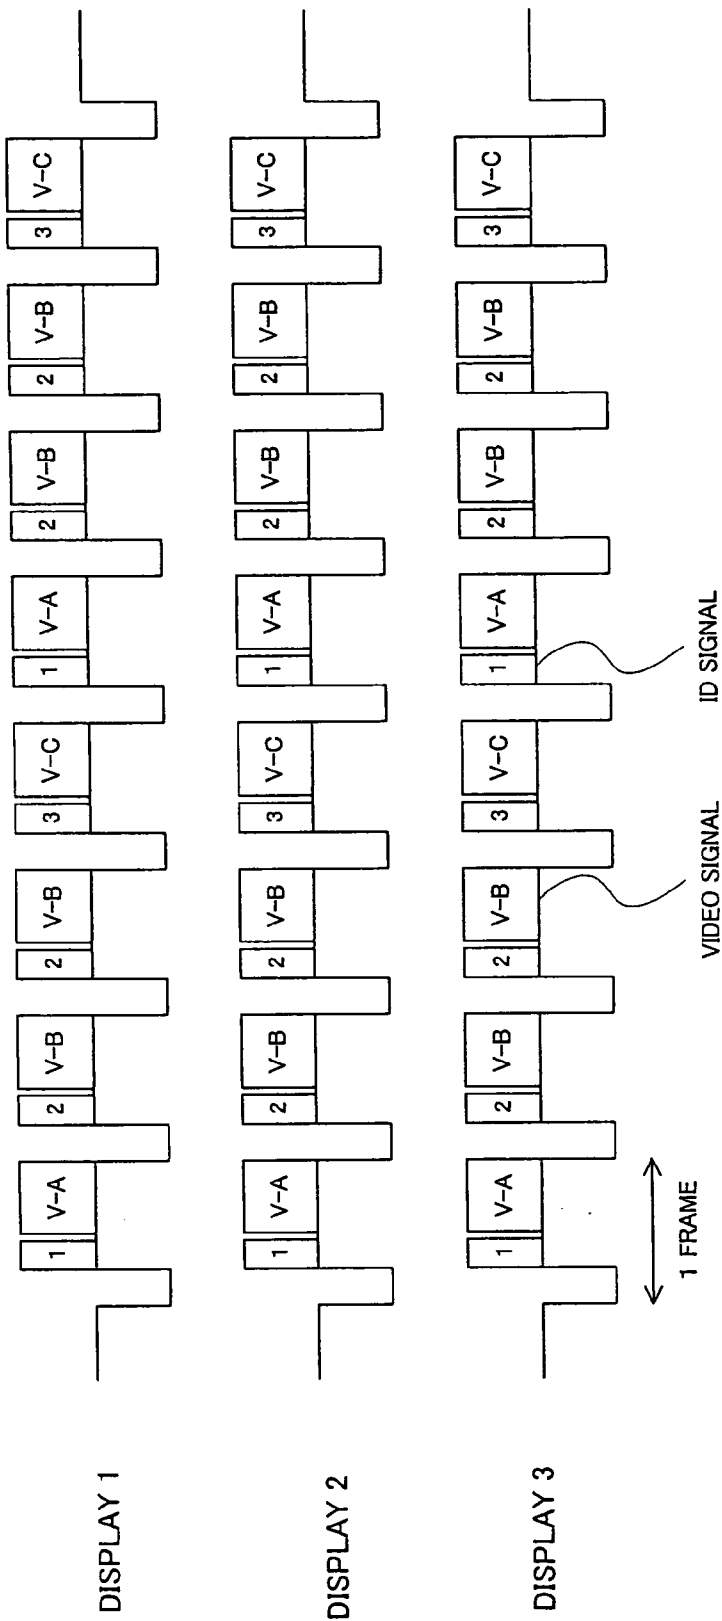 DISPLAY 1
1 V-A 2 V-B 2 V-B 3 V-C 1 V-A 2 V-B 2 V-B 3 V-C
DISPLAY 2
1 V-A 2 V-B 2 V-B 3 V-C 1 V-A 2 V-B 2 V-B 3 V-C
DISPLAY 3
1 V-A 2 V-B 2 V-B 3 V-C 1 V-A 2 V-B 2 V-B 3 V-C
1 FRAME
VIDEO SIGNAL
ID SIGNAL